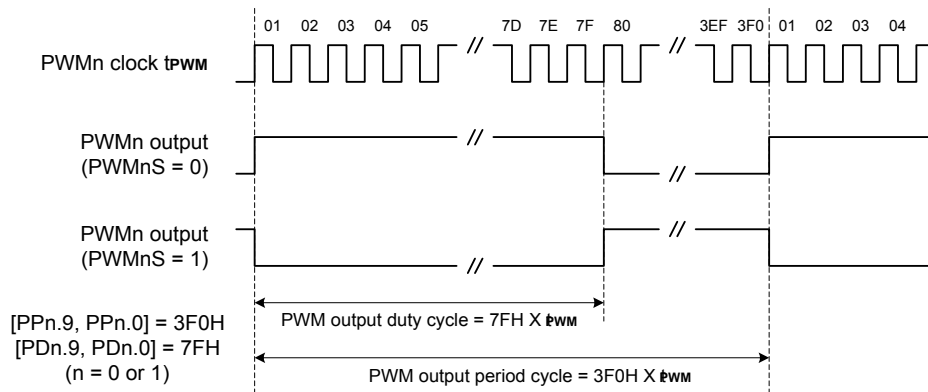 01 02 03 04 05 // 7D 7E 7F 80 // 3EF 3F0 01 02 03 04
PWMn clock tPWM
PWMn output // //
(PWMnS = 0)
PWMn output // //
(PWMnS = 1)
PWM output duty cycle = 7FH X tPWM
[PPn.9, PPn.0] = 3F0H
[PDn.9, PDn.0] = 7FH
(n = 0 or 1)
PWM output period cycle = 3F0H X tPWM